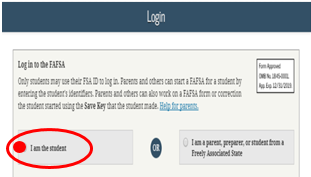 Login
Log in to the FAFSA
Form Approved
OMB No. 1845-0001
App. Exp. 12/31/2019
Only students may use their FSA ID to log in. Parents and others can start a FAFSA for a student by
entering the student's identifiers. Parents and others can also work on a FAFSA form or correction
the student started using the Save Key that the student made. Help for parents.
I am the student
OR
I am a parent, preparer, or student from a
Freely Associated State